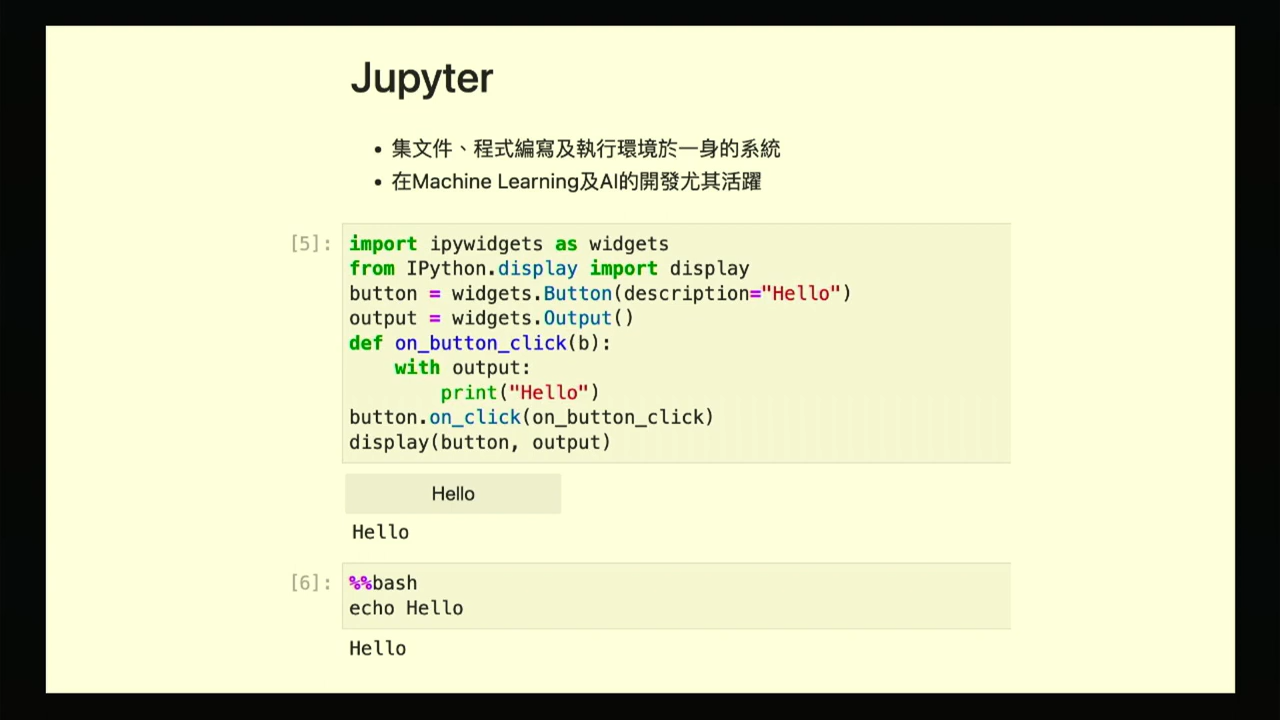 Jupyter
• 集文件、程式編寫及執行環境於一身的系統
• 在Machine Learning及AI的開發尤其活躍
[5]:
import ipywidgets as widgets
from IPython.display import display
button = widgets.Button(description="Hello")
output = widgets.Output()
def on_button_click(b):
    with output:
        print("Hello")
button.on_click(on_button_click)
display(button, output)
Hello
Hello
[6]:
%%bash
echo Hello
Hello